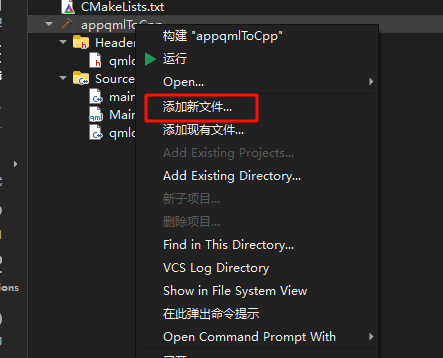 CMakeLists.txt
appqmlToCpp
构建 "appqmlToCpp"
Heade
运行
qmlc
Open...
Source
添加新文件...
main
Mai
添加现有文件...
qmlc
Add Existing Projects...
Add Existing Directory...
新子项目...
删除项目...
Find in This Directory...
VCS Log Directory
ions
Show in File System View
在此弹出命令提示
Open Command Prompt With